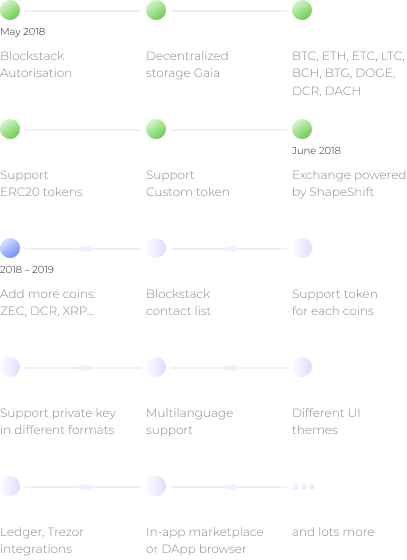 May 2018
Blockstack
Autorisation
Decentralized
storage Gaia
BTC, ETH, ETC, LTC,
BCH, BTG, DOGE,
DCR, DACH
Support
ERC20 tokens
Support
Custom token
June 2018
Exchange powered
by ShapeShift
2018 – 2019
Add more coins:
ZEC, DCR, XRP...
Blockstack
contact list
Support token
for each coins
Support private key
in different formats
Multilanguage
support
Different UI
themes
Ledger, Trezor
integrations
In-app marketplace
or DApp browser
and lots more